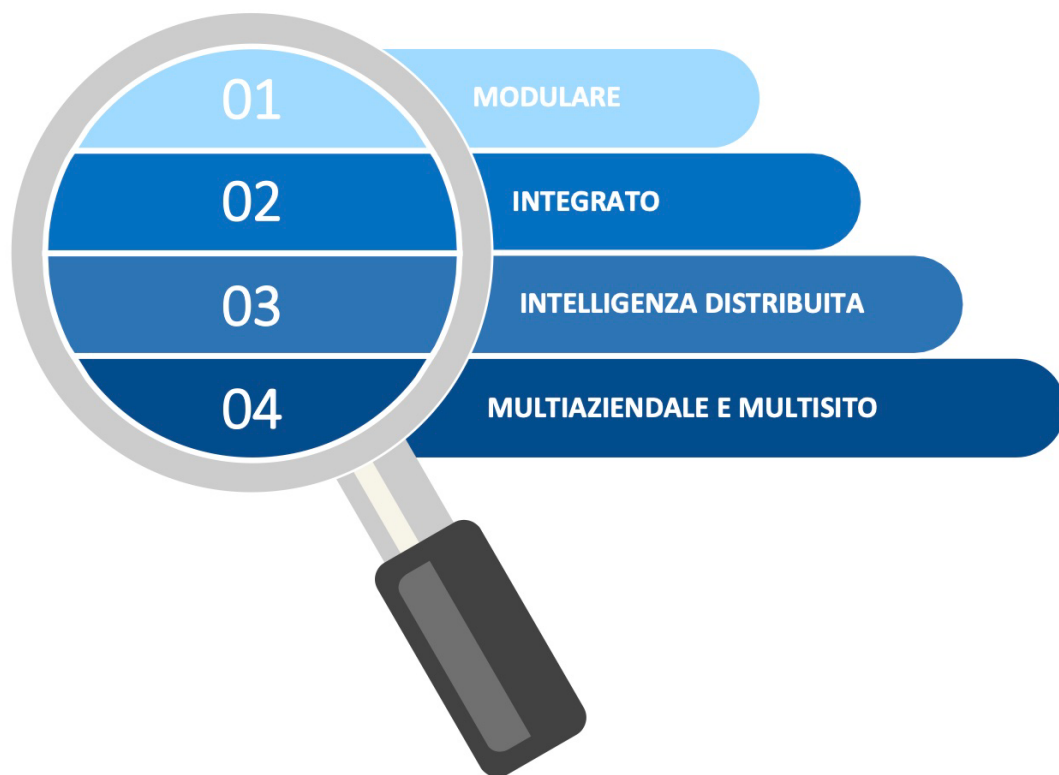 01 MODULARE
02 INTEGRATO
03 INTELLIGENZA DISTRIBUITA
04 MULTIAZIENDALE E MULTISITO